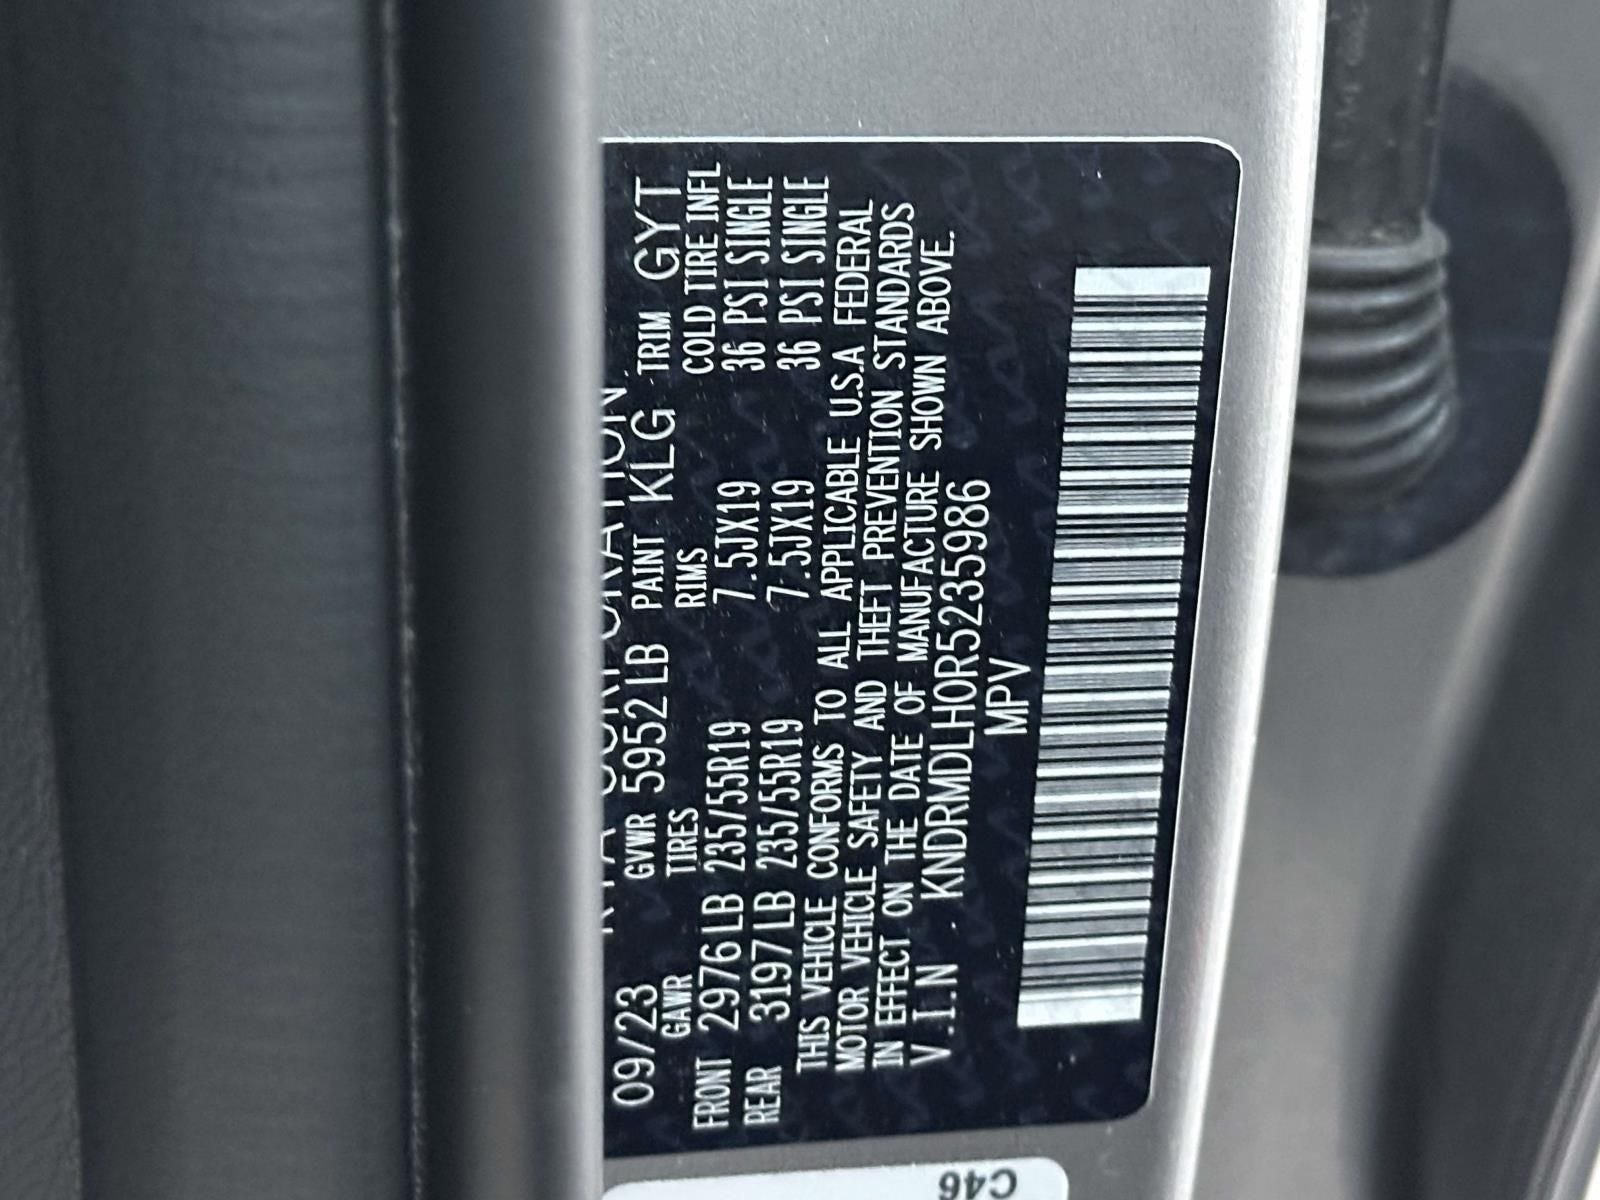 KIA CORPORATION
09/23 GVWR 5952 LB PAINT KLG TRIM GYT
GAWR TIRES RIMS COLD TIRE INFL
FRONT 2976 LB 235/55R19 7.5JX19 36 PSI SINGLE
REAR 3197 LB 235/55R19 7.5JX19 36 PSI SINGLE
THIS VEHICLE CONFORMS TO ALL APPLICABLE U.S.A FEDERAL
MOTOR VEHICLE SAFETY AND THEFT PREVENTION STANDARDS
IN EFFECT ON THE DATE OF MANUFACTURE SHOWN ABOVE.
V.I.N KNDRMDLH0R5235986
MPV
C46